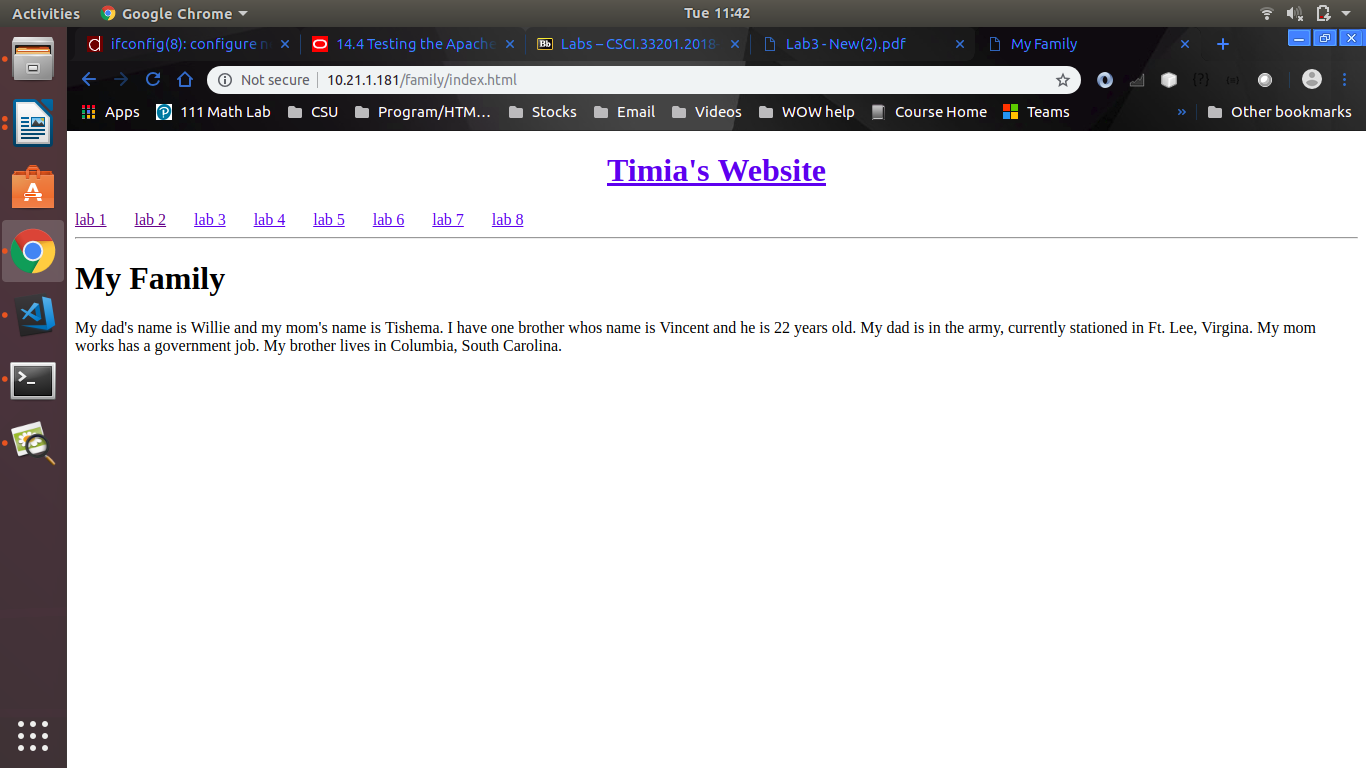 Activities Google Chrome Tue 11:42
ifconfig(8): configure n 14.4 Testing the Apache Bb Labs – CSCI.33201.2018 Lab3 - New(2).pdf My Family
Not secure 10.21.1.181/family/index.html
Apps 111 Math Lab CSU Program/HTM... Stocks Email Videos WOW help Course Home Teams » Other bookmarks
Timia's Website
lab 1 lab 2 lab 3 lab 4 lab 5 lab 6 lab 7 lab 8
My Family
My dad's name is Willie and my mom's name is Tishema. I have one brother whos name is Vincent and he is 22 years old. My dad is in the army, currently stationed in Ft. Lee, Virgina. My mom
works has a government job. My brother lives in Columbia, South Carolina.